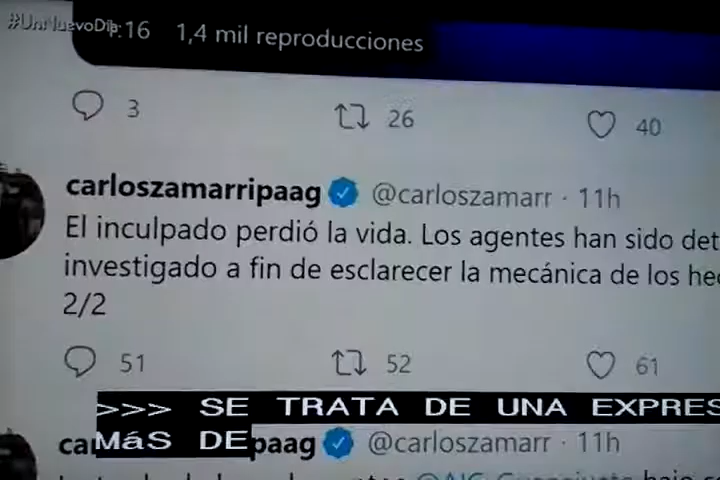 #UnNuevoDía
:16 1,4 mil reproducciones
3 26 40
carloszamarripaag @carloszamarr · 11h
El inculpado perdió la vida. Los agentes han sido det
investigado a fin de esclarecer la mecánica de los hec
2/2
51 52 61
>>> SE TRATA DE UNA EXPRES
MáS DE
ca paag @carloszamarr · 11h